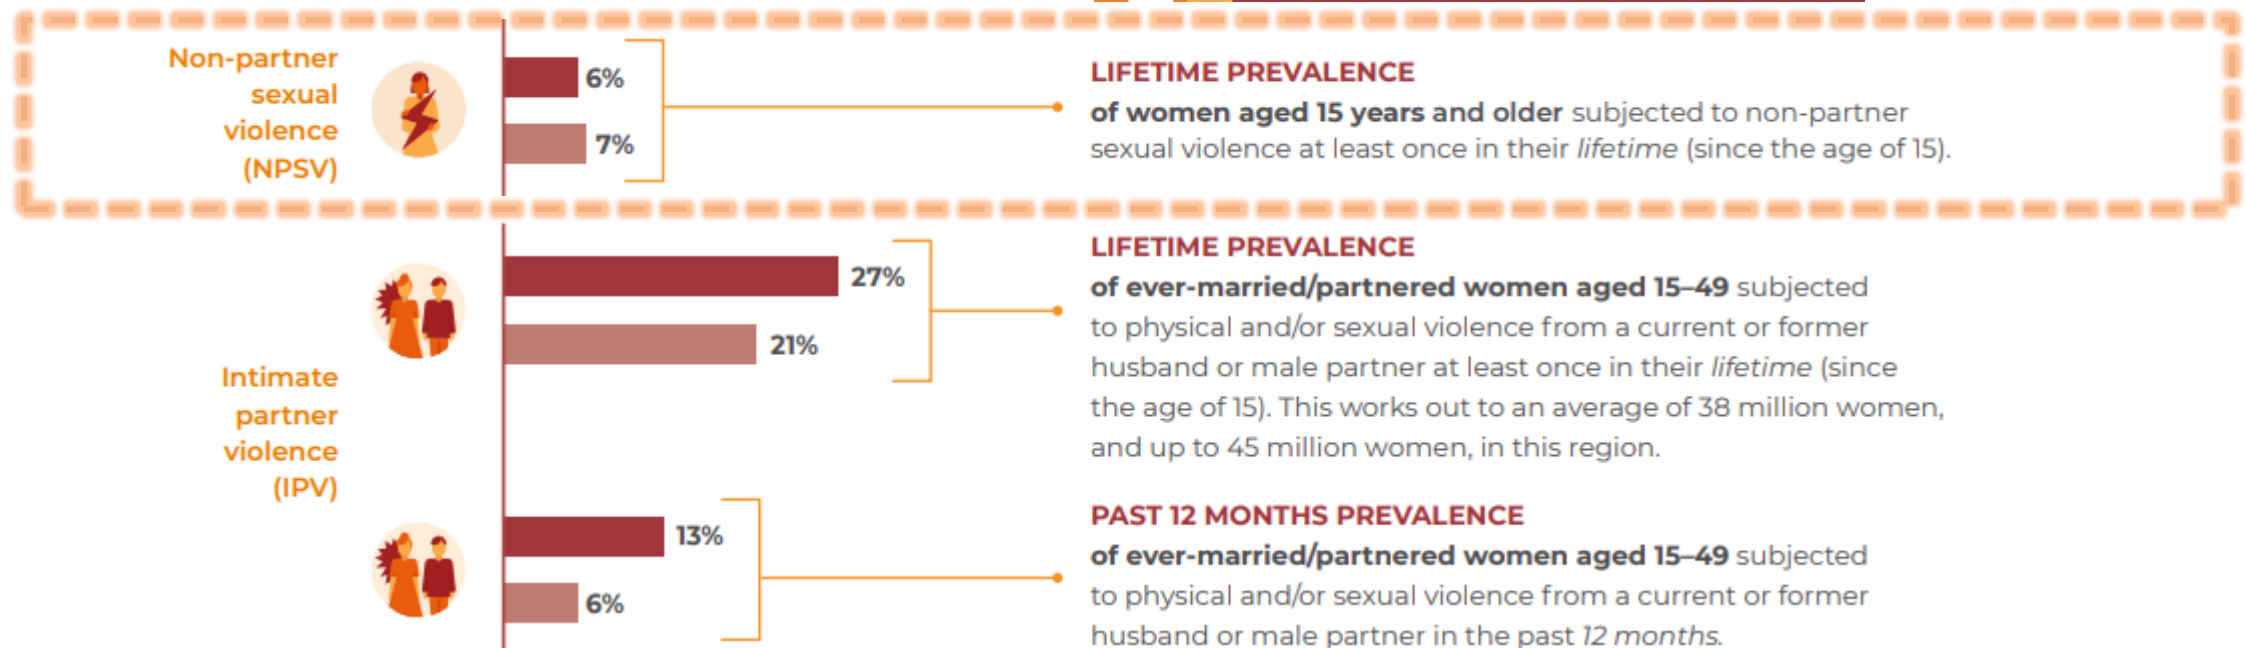 Non-partner
sexual
violence
(NPSV)
6%
7%
LIFETIME PREVALENCE
of women aged 15 years and older subjected to non-partner
sexual violence at least once in their lifetime (since the age of 15).
Intimate
partner
violence
(IPV)
27%
21%
LIFETIME PREVALENCE
of ever-married/partnered women aged 15–49 subjected
to physical and/or sexual violence from a current or former
husband or male partner at least once in their lifetime (since
the age of 15). This works out to an average of 38 million women,
and up to 45 million women, in this region.
13%
6%
PAST 12 MONTHS PREVALENCE
of ever-married/partnered women aged 15–49 subjected
to physical and/or sexual violence from a current or former
husband or male partner in the past 12 months.